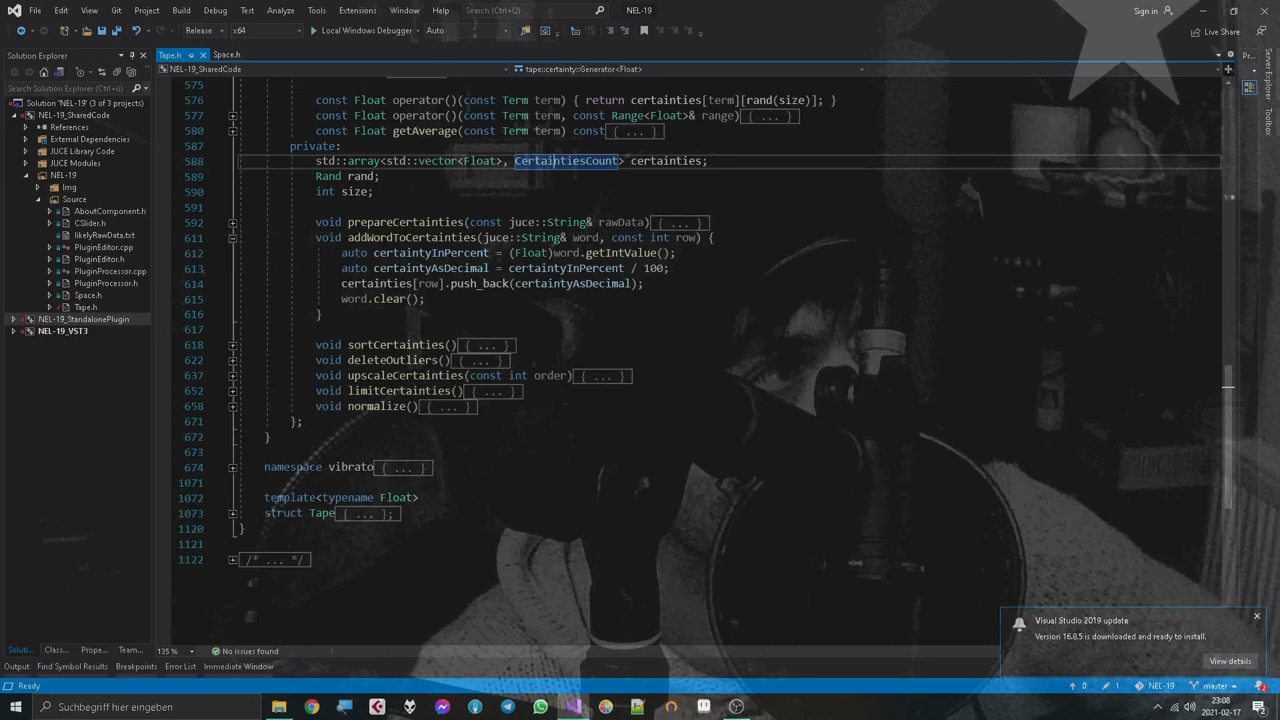 File Edit View Git Project Build Debug Test Analyze Tools Extensions Window Help Search (Ctrl+Q) NEL-19 Sign in
Release x64 Local Windows Debugger Auto Live Share
Solution Explorer
Tape.h Space.h
NEL-19_SharedCode tape::certainty::Generator<Float>
Search Solution Explorer (Ctrl+
Solution 'NEL-19' (3 of 3 projects)
NEL-19_SharedCode
References
External Dependencies
JUCE Library Code
JUCE Modules
NEL-19
Img
Source
AboutComponent.h
CSlider.h
likelyRawData.txt
PluginEditor.cpp
PluginEditor.h
PluginProcessor.cpp
PluginProcessor.h
Space.h
Tape.h
NEL-19_StandalonePlugin
NEL-19_VST3
575
576 const Float operator()(const Term term) { return certainties[term][rand(size)]; }
577 const Float operator()(const Term term, const Range<Float>& range){ ... }
580 const Float getAverage(const Term term) const{ ... }
587 private:
588 std::array<std::vector<Float>, CertaintiesCount> certainties;
589 Rand rand;
590 int size;
591
592 void prepareCertainties(const juce::String& rawData){ ... }
611 void addWordToCertainties(juce::String& word, const int row) {
612 auto certaintyInPercent = (Float)word.getIntValue();
613 auto certaintyAsDecimal = certaintyInPercent / 100;
614 certainties[row].push_back(certaintyAsDecimal);
615 word.clear();
616 }
617
618 void sortCertainties(){ ... }
622 void deleteOutliers(){ ... }
637 void upscaleCertainties(const int order){ ... }
652 void limitCertainties(){ ... }
658 void normalize(){ ... }
671 };
672 }
673
674 namespace vibrato{ ... }
1071
1072 template<typename Float>
1073 struct Tape{ ... };
1120 }
1121
1122 /* ... */
Pr...
Server Explorer
Toolbox
Visual Studio 2019 update
Version 16.8.5 is downloaded and ready to install.
View details
Soluti... Class... Prope... Team... 135 % No issues found
Output Find Symbol Results Breakpoints Error List Immediate Window
Ready 0 1 NEL-19 master 2
Suchbegriff hier eingeben
23:08
2021-02-17
2